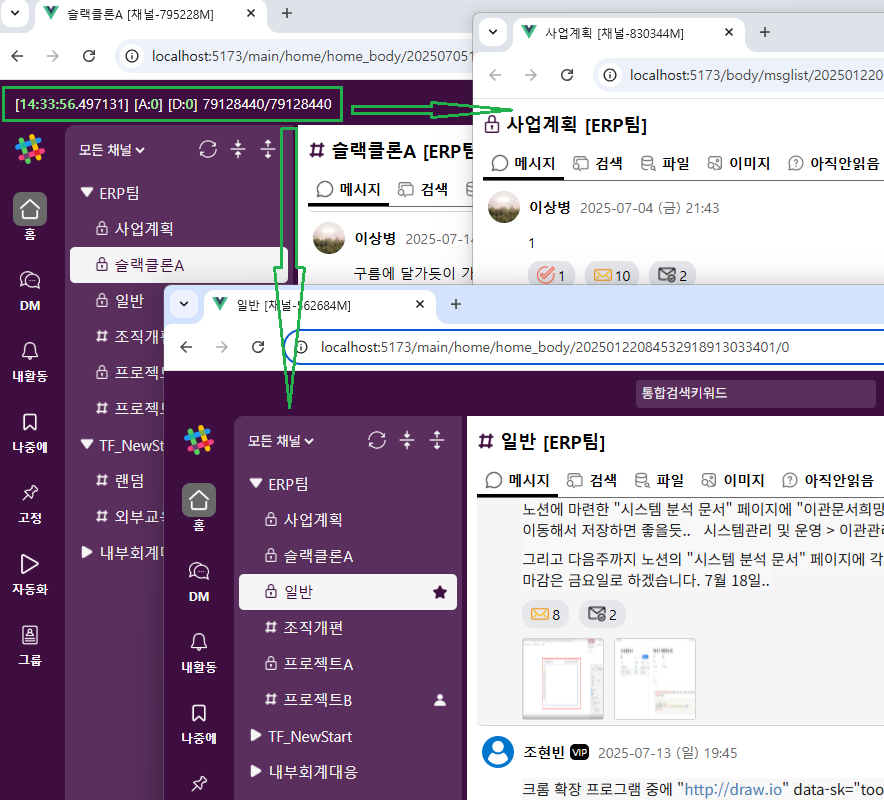 슬랙클론A [채널-795228M]
localhost:5173/main/home/home_body/202507051
[14:33:56.497131] [A:0] [D:0] 79128440/79128440
모든 채널
홈
DM
내활동
나중에
고정
자동화
그룹
ERP팀
사업계획
슬랙클론A
일반
조직개편
프로젝트
프로젝트
TF_NewSt
랜덤
외부교육
내부회계대
# 슬랙클론A [ERP팀
메시지
검색
이상병 2025-07-14
구름에 달가듯이 가
사업계획 [채널-830344M]
localhost:5173/body/msglist/202501220
사업계획 [ERP팀]
메시지 검색 파일 이미지 아직안읽음
이상병 2025-07-04 (금) 21:43
1
1 10 2
일반 [채널-562684M]
localhost:5173/main/home/home_body/20250122084532918913033401/0
통합검색키워드
모든 채널
홈
DM
내활동
나중에
ERP팀
사업계획
슬랙클론A
일반
# 조직개편
프로젝트A
# 프로젝트B
TF_NewStart
내부회계대응
# 일반 [ERP팀]
메시지 검색 파일 이미지 아직안읽음
노션에 마련한 "시스템 분석 문서" 페이지에 "이관문서희망
이동해서 저장하면 좋을듯.. 시스템관리 및 운영 > 이관관리
그리고 다음주까지 노션의 "시스템 분석 문서" 페이지에 각
마감은 금요일로 하겠습니다. 7월 18일..
8 2
조현빈 VIP 2025-07-13 (일) 19:45
크롬 확장 프로그램 중에 "http://draw.io" data-sk="too